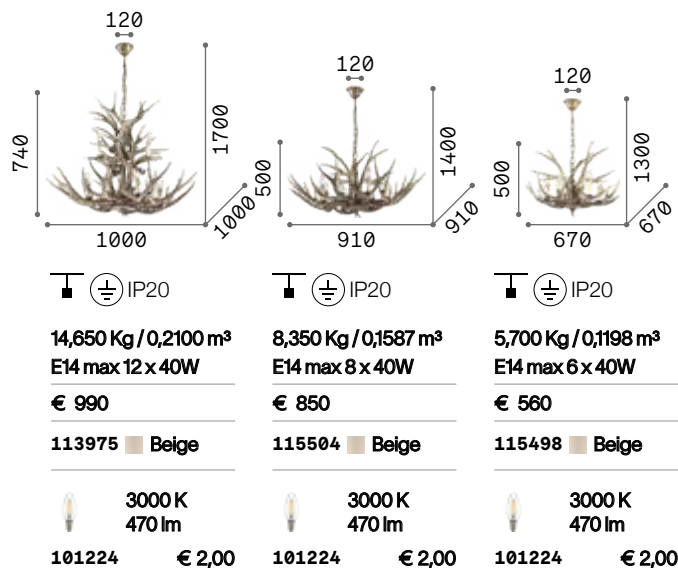 120
740
1700
1000
1000
IP20
14,650 Kg / 0,2100 m³
E14 max 12 x 40W
€ 990
113975 Beige
3000 K
470 lm
101224 € 2,00
120
500
1400
910
910
IP20
8,350 Kg / 0,1587 m³
E14 max 8 x 40W
€ 850
115504 Beige
3000 K
470 lm
101224 € 2,00
120
500
1300
670
670
IP20
5,700 Kg / 0,1198 m³
E14 max 6 x 40W
€ 560
115498 Beige
3000 K
470 lm
101224 € 2,00